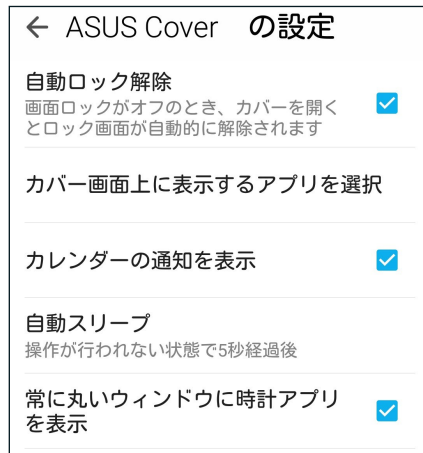 ← ASUS Cover の設定
自動ロック解除
画面ロックがオフのとき、カバーを開く
とロック画面が自動的に解除されます
カバー画面上に表示するアプリを選択
カレンダーの通知を表示
自動スリープ
操作が行われない状態で5秒経過後
常に丸いウィンドウに時計アプリ
を表示